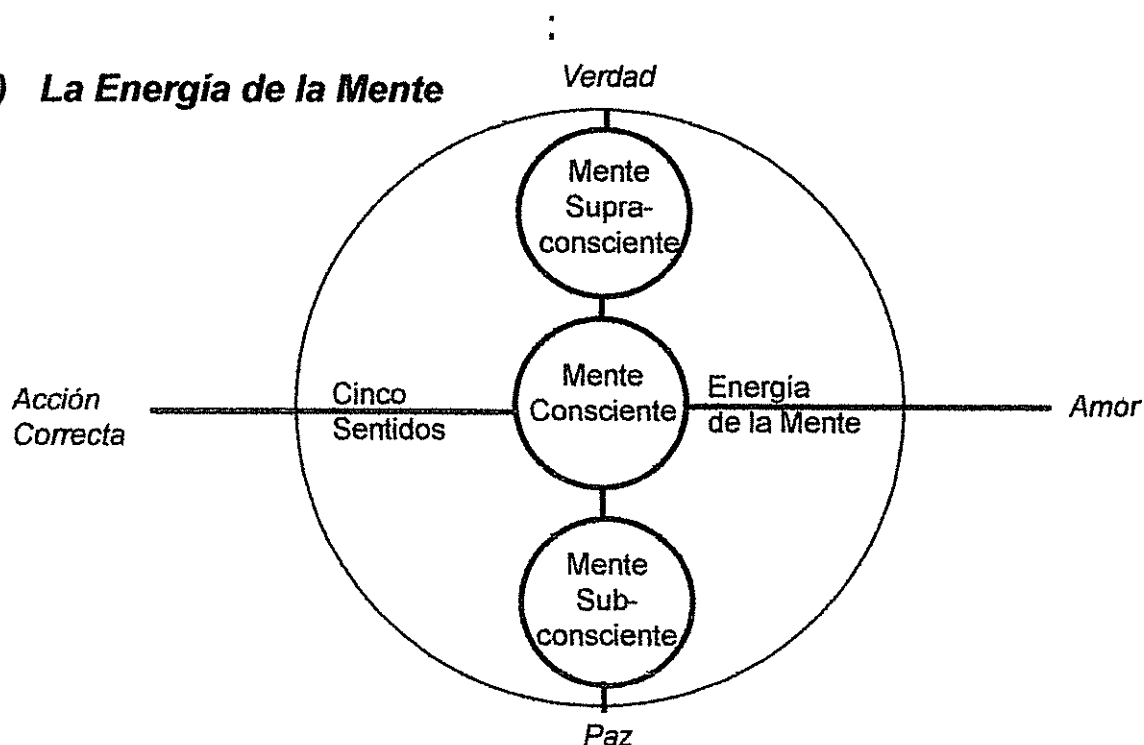 :
) La Energía de la Mente
Verdad
Mente
Supra-
consciente
Acción
Correcta
Cinco
Sentidos
Mente
Consciente
Energía
de la Mente
Amor
Mente
Sub-
consciente
Paz